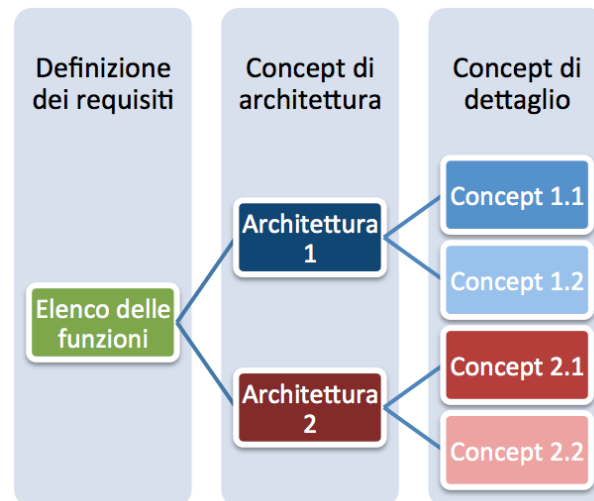 Definizione
dei requisiti
Concept di
architettura
Concept di
dettaglio
Elenco delle
funzioni
Architettura
1
Architettura
2
Concept 1.1
Concept 1.2
Concept 2.1
Concept 2.2